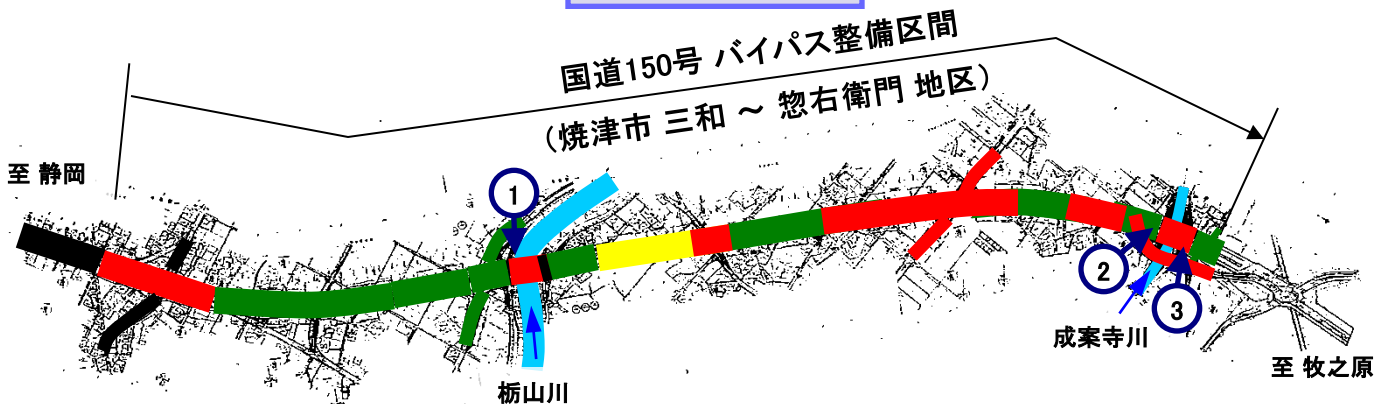 国道150号 バイパス整備区間
(焼津市 三和 ～ 惣右衛門 地区)
至 静岡
1
2
3
成案寺川
至 牧之原
栃山川